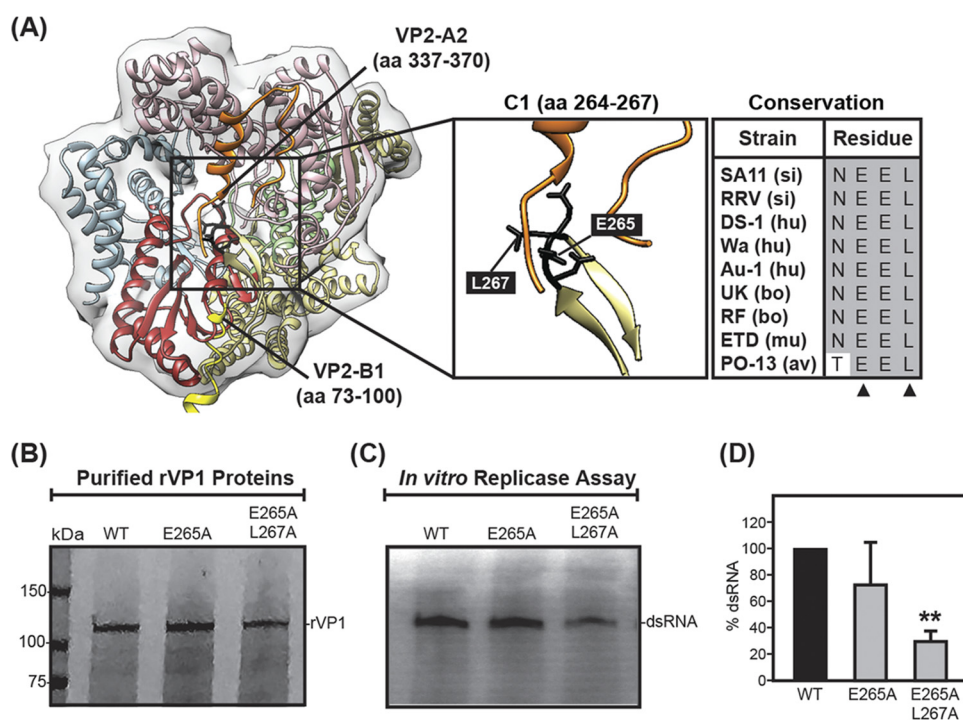 (A)
VP2-A2
(aa 337-370)
VP2-B1
(aa 73-100)
C1 (aa 264-267)
E265
L267
Conservation
Strain Residue
SA11 (si) N E E L
RRV (si) N E E L
DS-1 (hu) N E E L
Wa (hu) N E E L
Au-1 (hu) N E E L
UK (bo) N E E L
RF (bo) N E E L
ETD (mu) N E E L
PO-13 (av) T E E L
(B)
Purified rVP1 Proteins
kDa WT E265A E265A
L267A
150
100
75
rVP1
(C)
In vitro Replicase Assay
WT E265A E265A
L267A
dsRNA
(D)
% dsRNA
120
100
80
60
40
20
0
**
WT E265A E265A
L267A